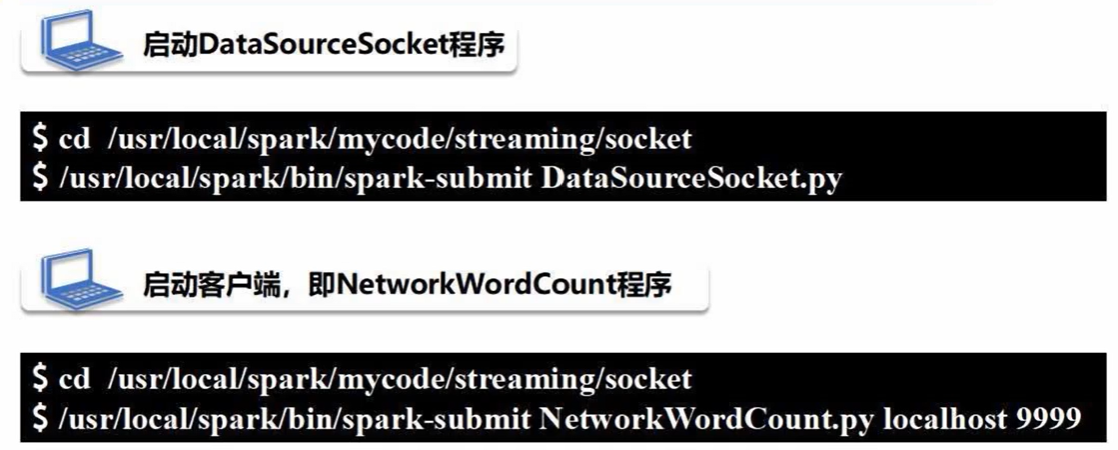 启动DataSourceSocket程序
$ cd /usr/local/spark/mycode/streaming/socket
$ /usr/local/spark/bin/spark-submit DataSourceSocket.py
启动客户端，即NetworkWordCount程序
$ cd /usr/local/spark/mycode/streaming/socket
$ /usr/local/spark/bin/spark-submit NetworkWordCount.py localhost 9999